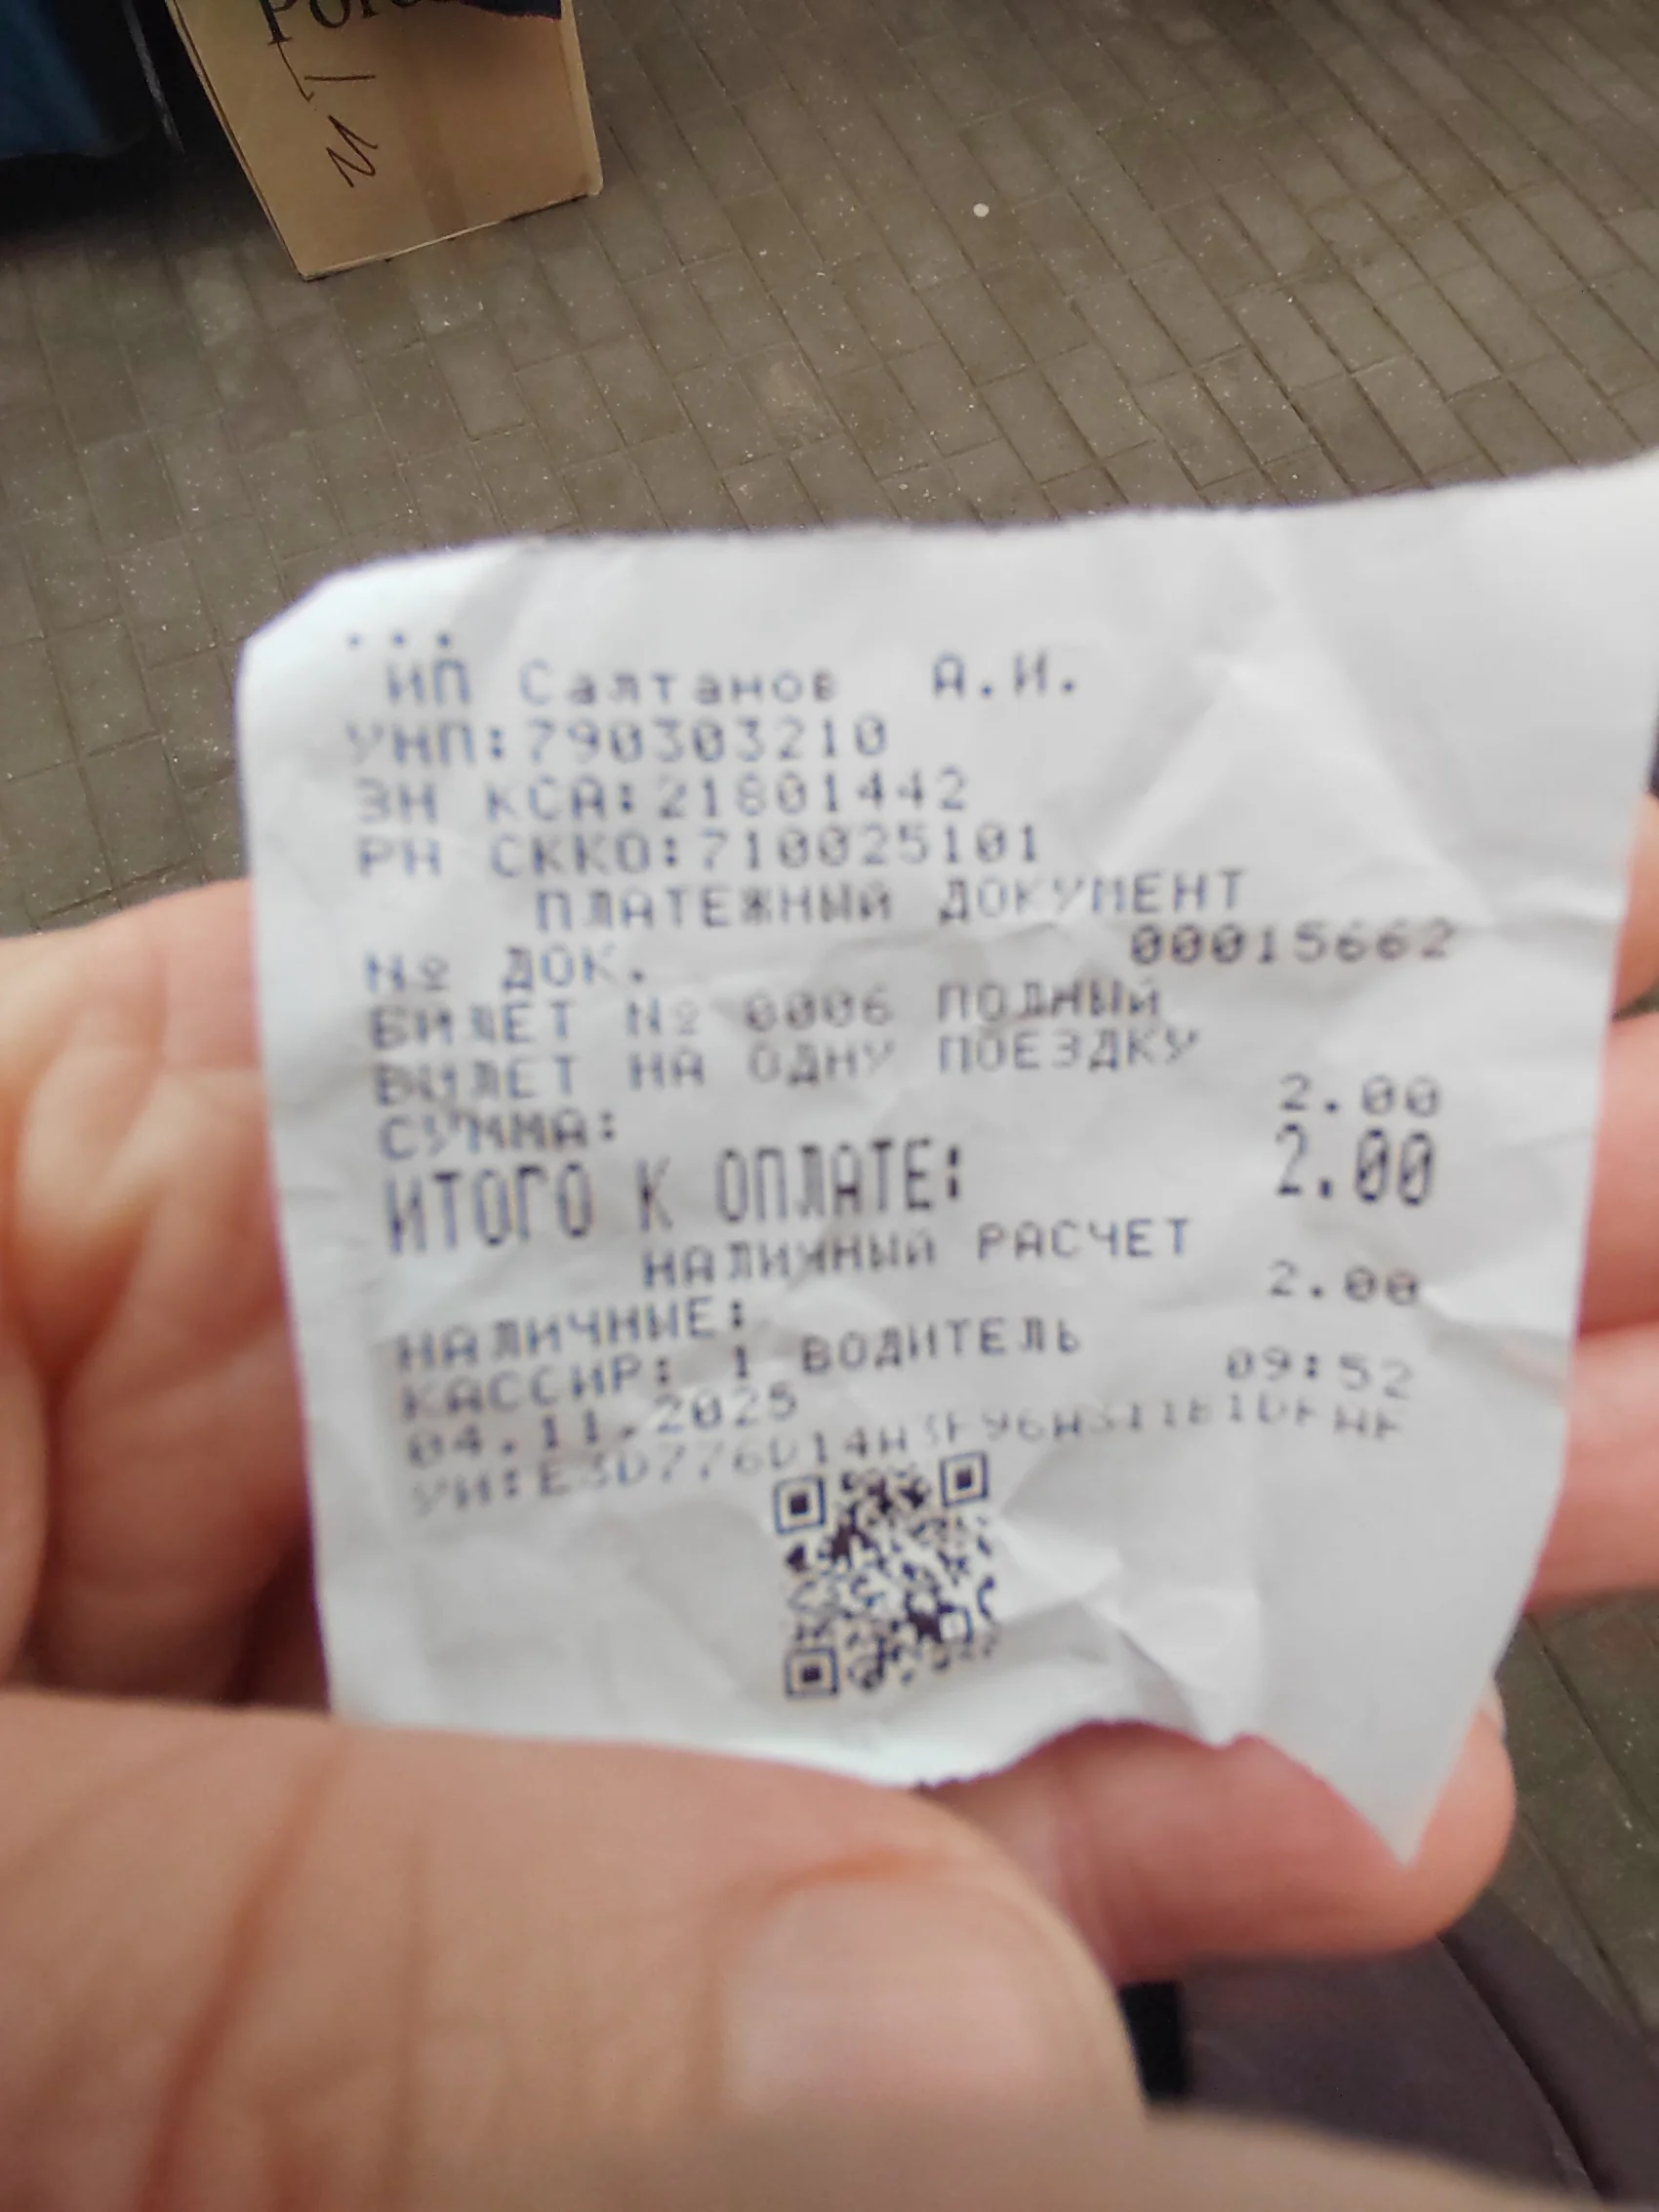 ...
ИП Салтанов А.И.
УНП:790303210
ЗН КСА:21801442
РН СККО:710025101
ПЛАТЕЖНЫЙ ДОКУМЕНТ
№ ДОК. 00015662
БИЛЕТ № 0006 ПОЛНЫЙ
БИЛЕТ НА ОДНУ ПОЕЗДКУ
СУММА: 2.00
ИТОГО К ОПЛАТЕ: 2.00
НАЛИЧНЫЙ РАСЧЕТ
НАЛИЧНЫЕ: 2.00
КАССИР: 1 ВОДИТЕЛЬ
04.11.2025 09:52